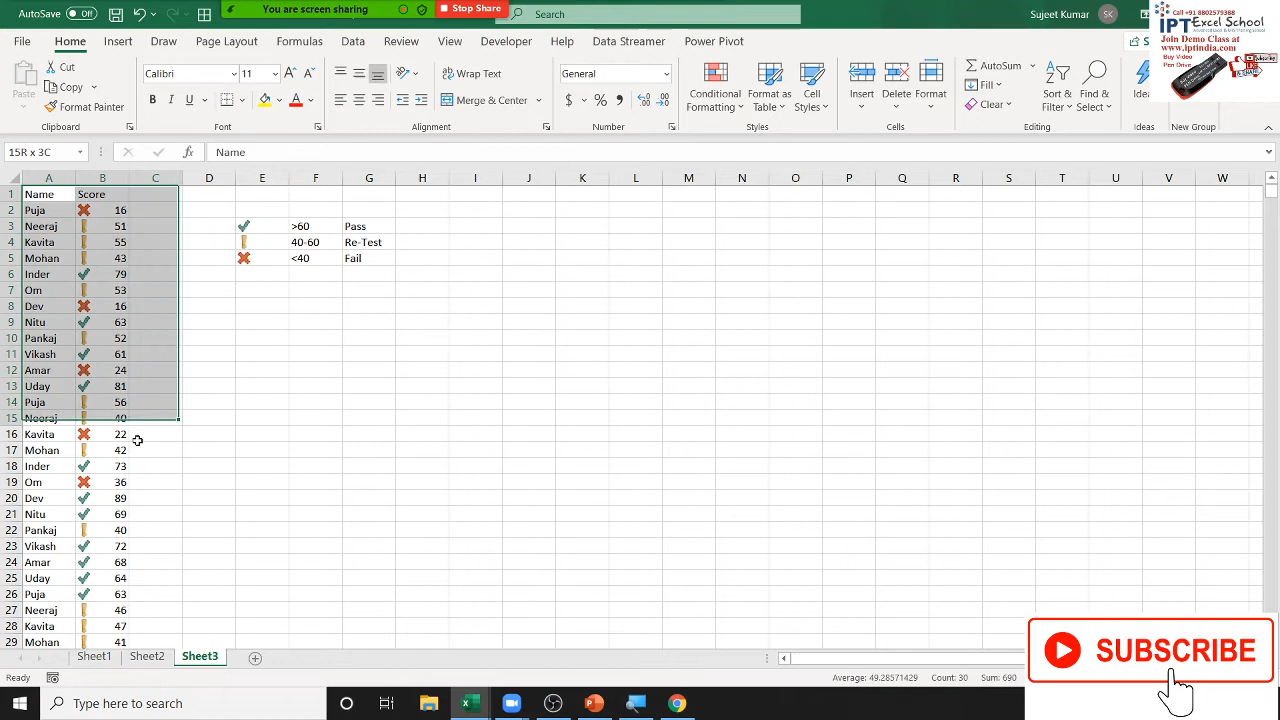 AutoSave Off
You are screen sharing
Stop Share
Search
Sujeet Kumar
SK
File Home Insert Draw Page Layout Formulas Data Review View Developer Help Data Streamer Power Pivot
Call +91 8802579388
IPT Excel School
Join Demo Class at
www.iptindia.com
Buy Video
Pen Drive
Paste
Cut
Copy
Format Painter
Clipboard
Calibri 11
B I U
Font
Wrap Text
Merge & Center
Alignment
General
$ % ,
Number
Conditional Formatting
Format as Table
Cell Styles
Styles
Insert Delete Format
Cells
AutoSum
Fill
Clear
Sort & Filter
Find & Select
Editing
Ideas
Ideas
New Group
15R x 3C
fx
Name
A B C D E F G H I J K L M N O P Q R S T U V W
1 Name Score
2 Puja 16
3 Neeraj 51 >60 Pass
4 Kavita 55 40-60 Re-Test
5 Mohan 43 <40 Fail
6 Inder 79
7 Om 53
8 Dev 16
9 Nitu 63
10 Pankaj 52
11 Vikash 61
12 Amar 24
13 Uday 81
14 Puja 56
15 Neeraj 40
16 Kavita 22
17 Mohan 42
18 Inder 73
19 Om 36
20 Dev 89
21 Nitu 69
22 Pankaj 40
23 Vikash 72
24 Amar 68
25 Uday 64
26 Puja 63
27 Neeraj 46
28 Kavita 47
29 Mohan 41
Sheet1 Sheet2 Sheet3
SUBSCRIBE
Ready
Average: 49.28571429 Count: 30 Sum: 690
Type here to search